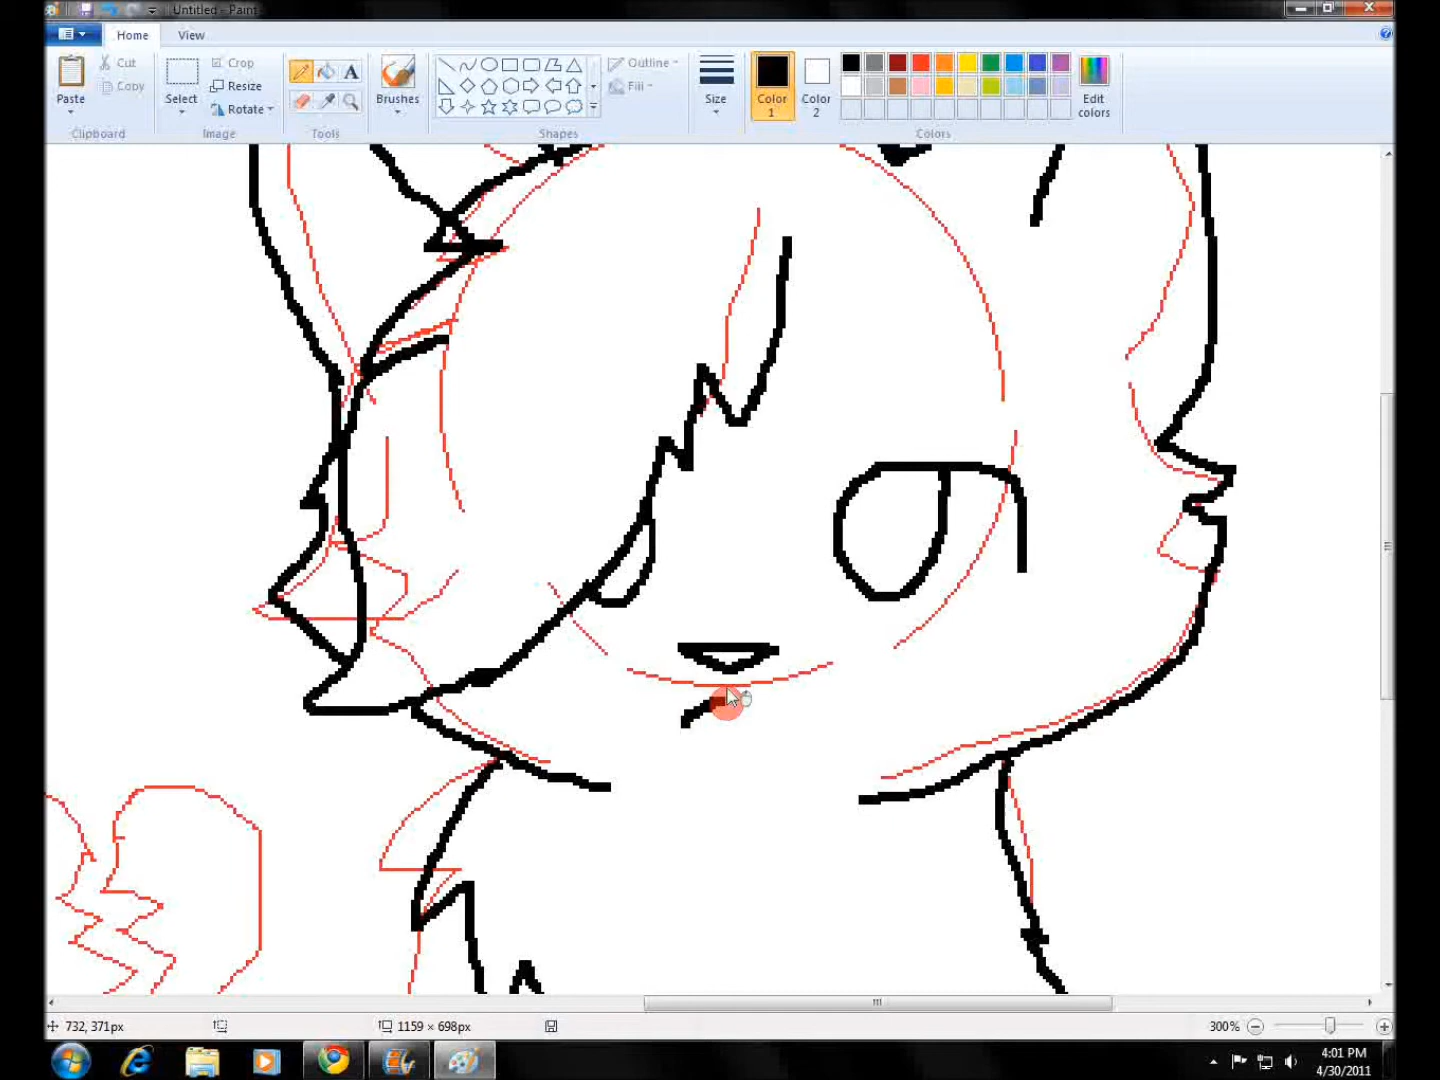 Untitled - Paint
Home View
Paste
Cut
Copy
Clipboard
Select
Crop
Resize
Rotate
Image
A
Tools
Brushes
Outline
Fill
Shapes
Size
Color 1
Color 2
Edit colors
Colors
732, 371px
1159 × 698px
300%
4:01 PM
4/30/2011